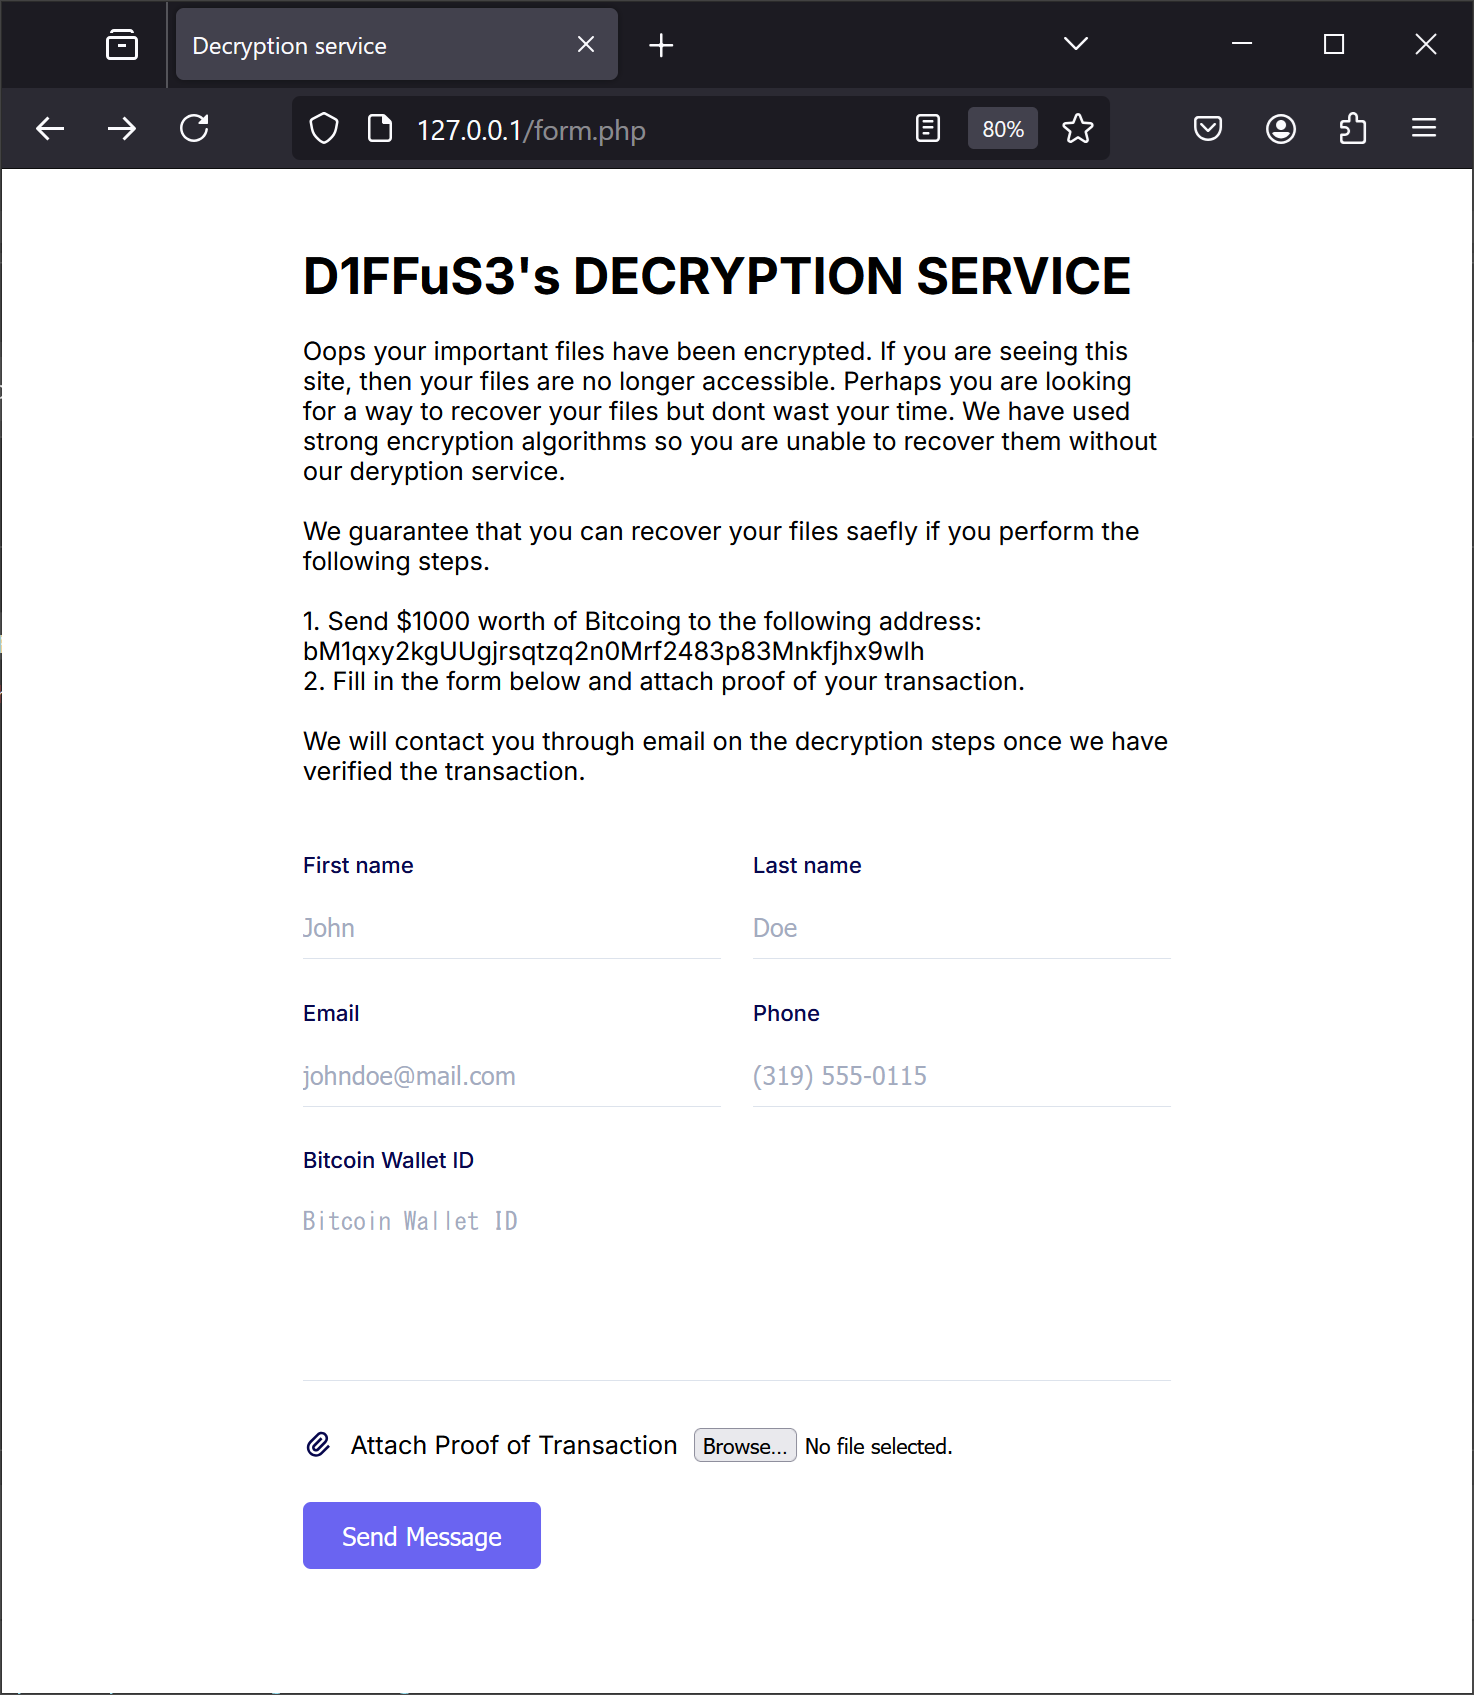 Decryption service
127.0.0.1/form.php
80%
D1FFuS3's DECRYPTION SERVICE
Oops your important files have been encrypted. If you are seeing this
site, then your files are no longer accessible. Perhaps you are looking
for a way to recover your files but dont wast your time. We have used
strong encryption algorithms so you are unable to recover them without
our deryption service.
We guarantee that you can recover your files saefly if you perform the
following steps.
1. Send $1000 worth of Bitcoing to the following address:
bM1qxy2kgUUgjrsqtzq2n0Mrf2483p83Mnkfjhx9wlh
2. Fill in the form below and attach proof of your transaction.
We will contact you through email on the decryption steps once we have
verified the transaction.
First name
Last name
John
Doe
Email
Phone
johndoe@mail.com
(319) 555-0115
Bitcoin Wallet ID
Bitcoin Wallet ID
Attach Proof of Transaction Browse... No file selected.
Send Message